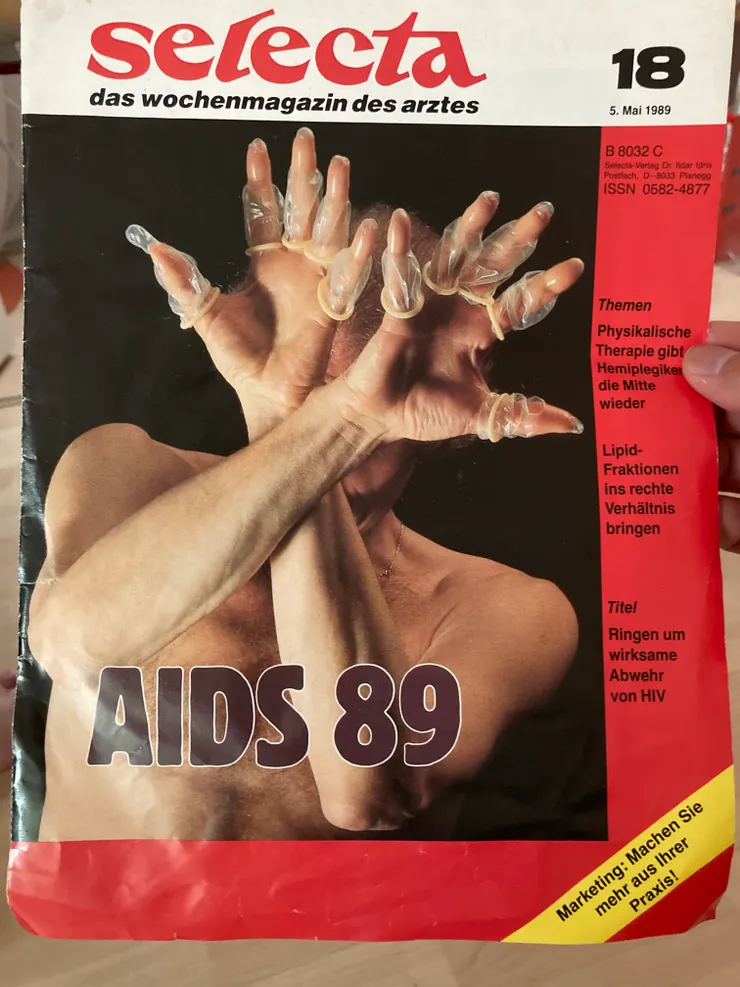 selecta
das wochenmagazin des arztes
18
5. Mai 1989
B 8032 C
Selecta-Verlag Dr. Ildar Idris
Postfach, D-8033 Planegg
ISSN 0582-4877
Themen
Physikalische
Therapie gibt
Hemiplegiker
die Mitte
wieder
Lipid-
Fraktionen
ins rechte
Verhältnis
bringen
Titel
Ringen um
wirksame
Abwehr
von HIV
AIDS 89
Marketing: Machen Sie
mehr aus Ihrer
Praxis!